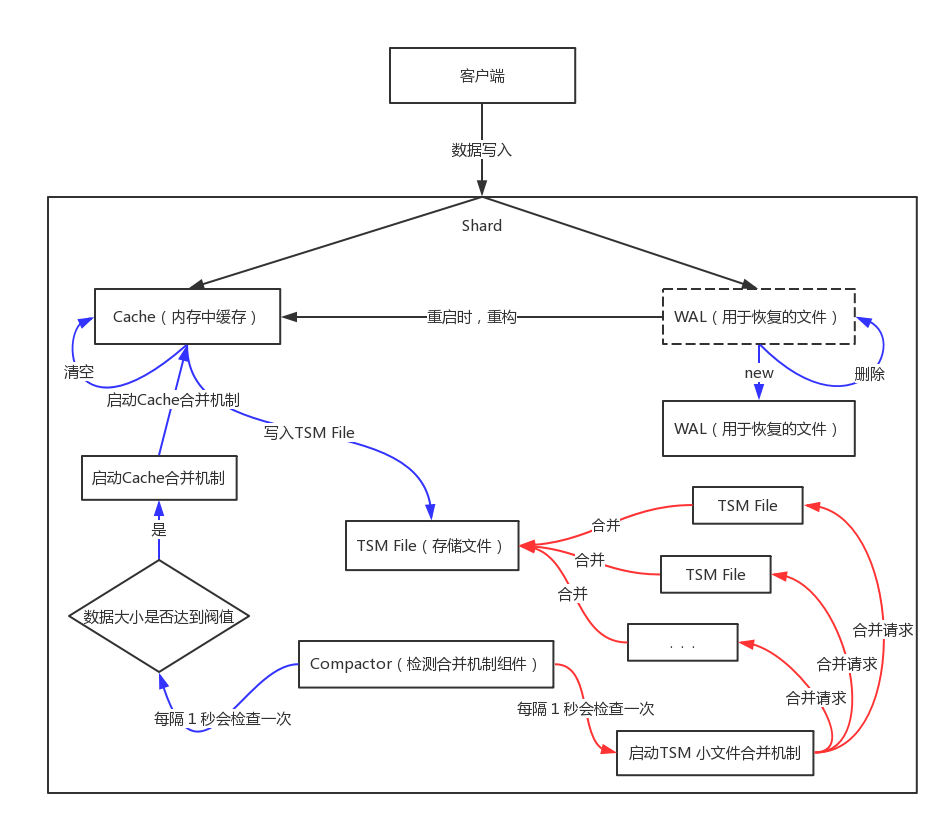 客户端
数据写入
Shard
Cache（内存中缓存）
重启时，重构
WAL（用于恢复的文件）
清空
new
删除
启动Cache合并机制
写入TSM File
WAL（用于恢复的文件）
启动Cache合并机制
TSM File
合并
是
TSM File（存储文件）
合并
TSM File
合并
数据大小是否达到阀值
合并请求
. . .
Compactor（检测合并机制组件）
合并请求
合并请求
每隔１秒会检查一次
每隔１秒会检查一次
启动TSM 小文件合并机制